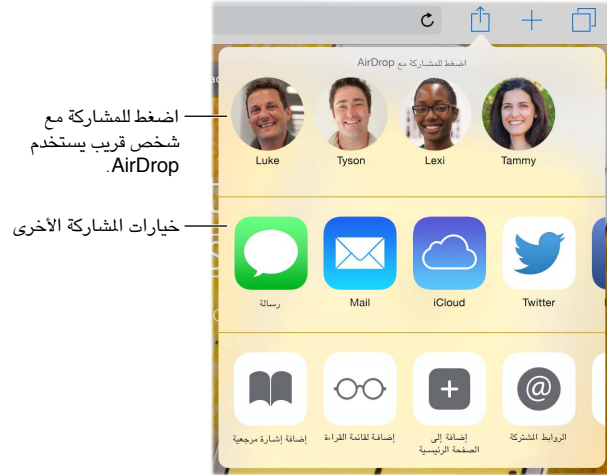 اضغط للمشاركة مع AirDrop
Luke
Tyson
Lexi
Tammy
اضغط للمشاركة مع
شخص قريب يستخدم
AirDrop.
خيارات المشاركة الأخرى
رسالة
Mail
iCloud
Twitter
إضافة إشارة مرجعية
إضافة لقائمة القراءة
إضافة إلى
الصفحة الرئيسية
الروابط المشتركة